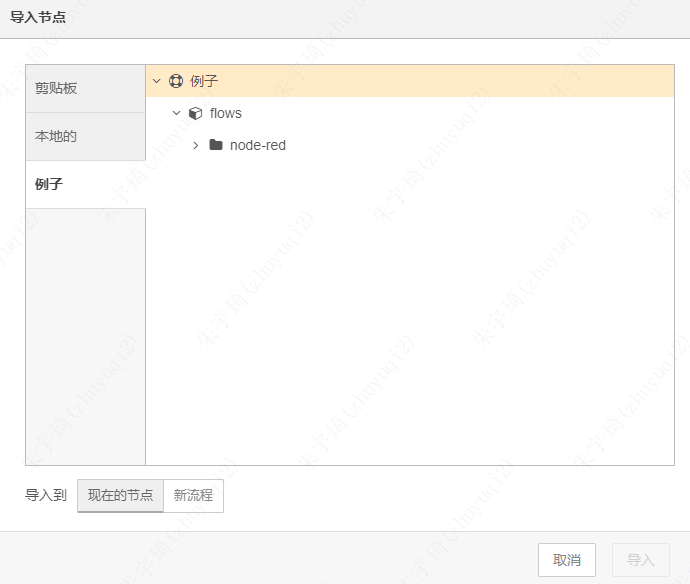 导入节点
剪贴板
本地的
例子
例子
flows
node-red
导入到
现在的节点
新流程
取消
导入
朱宇琦(zhuyuqi2)